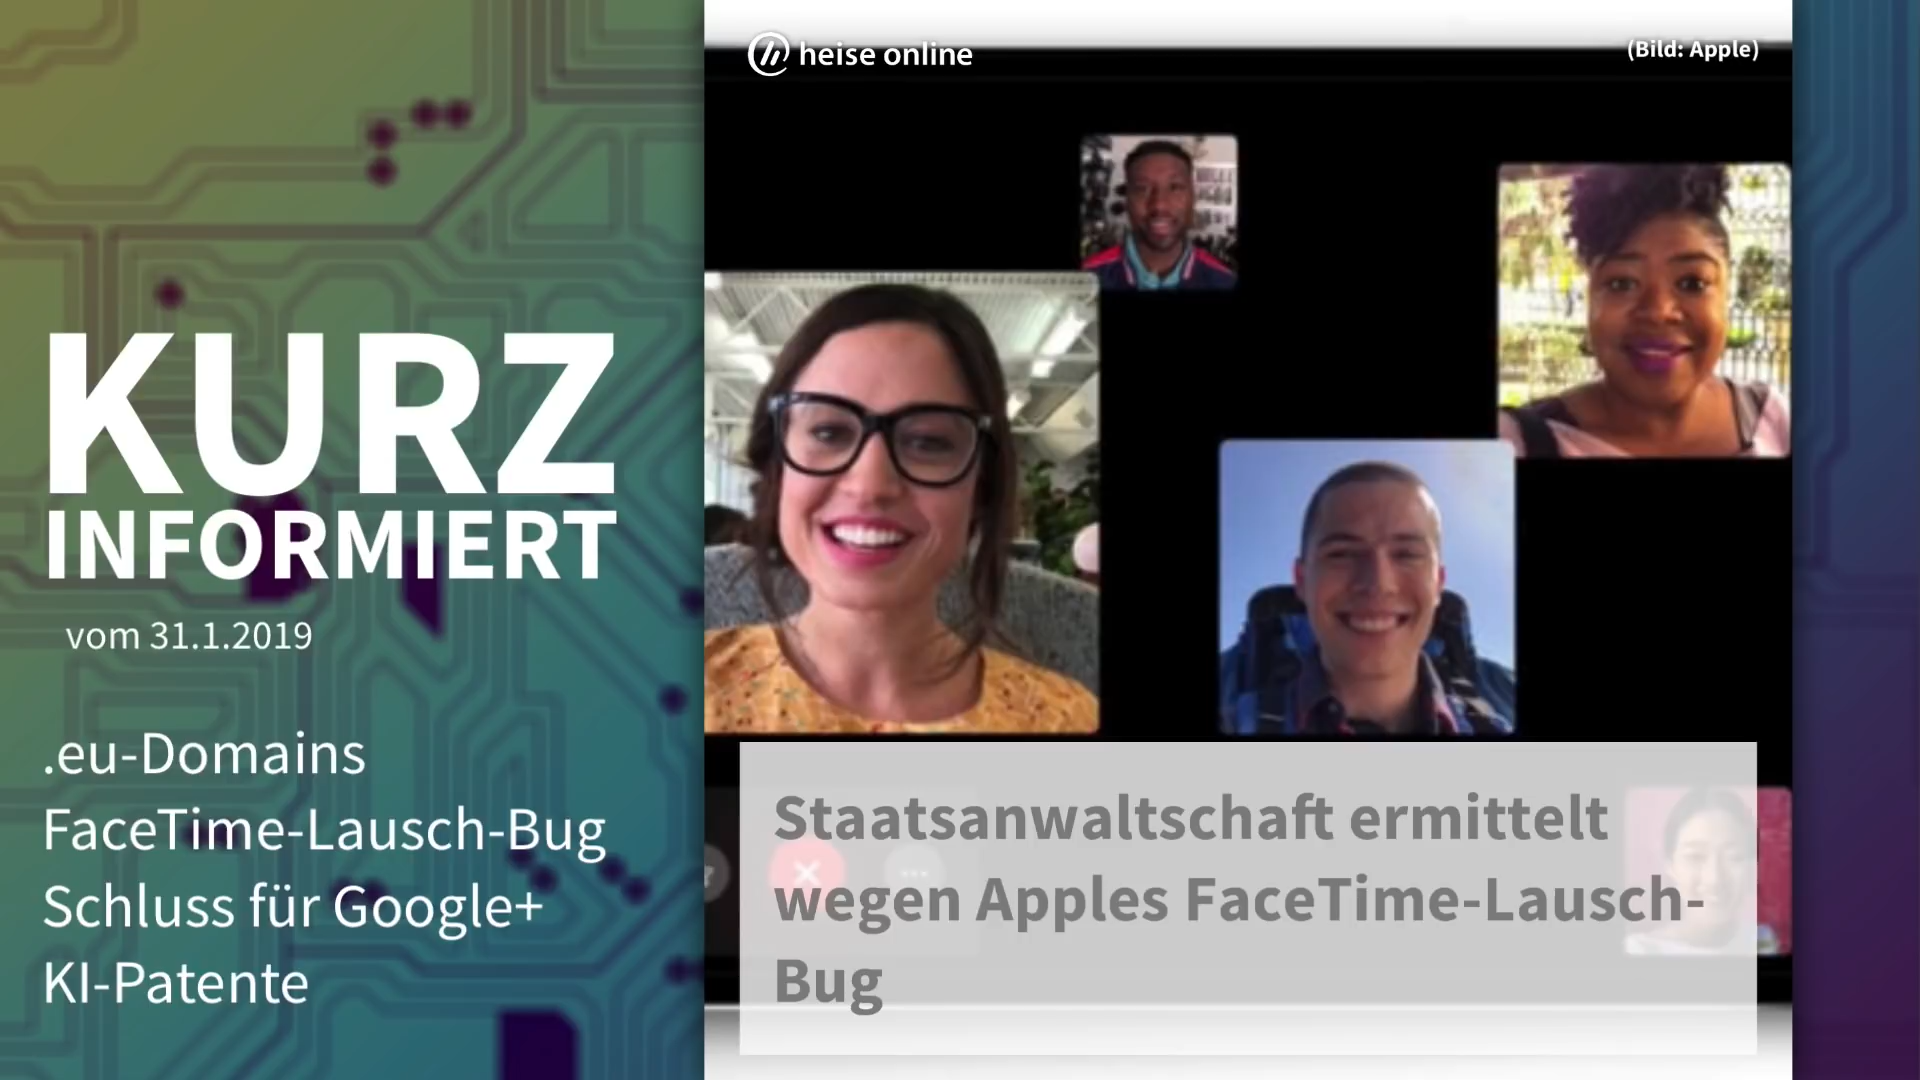 KURZ
INFORMIERT
vom 31.1.2019
.eu-Domains
FaceTime-Lausch-Bug
Schluss für Google+
KI-Patente
heise online
(Bild: Apple)
Staatsanwaltschaft ermittelt
wegen Apples FaceTime-Lausch-
Bug